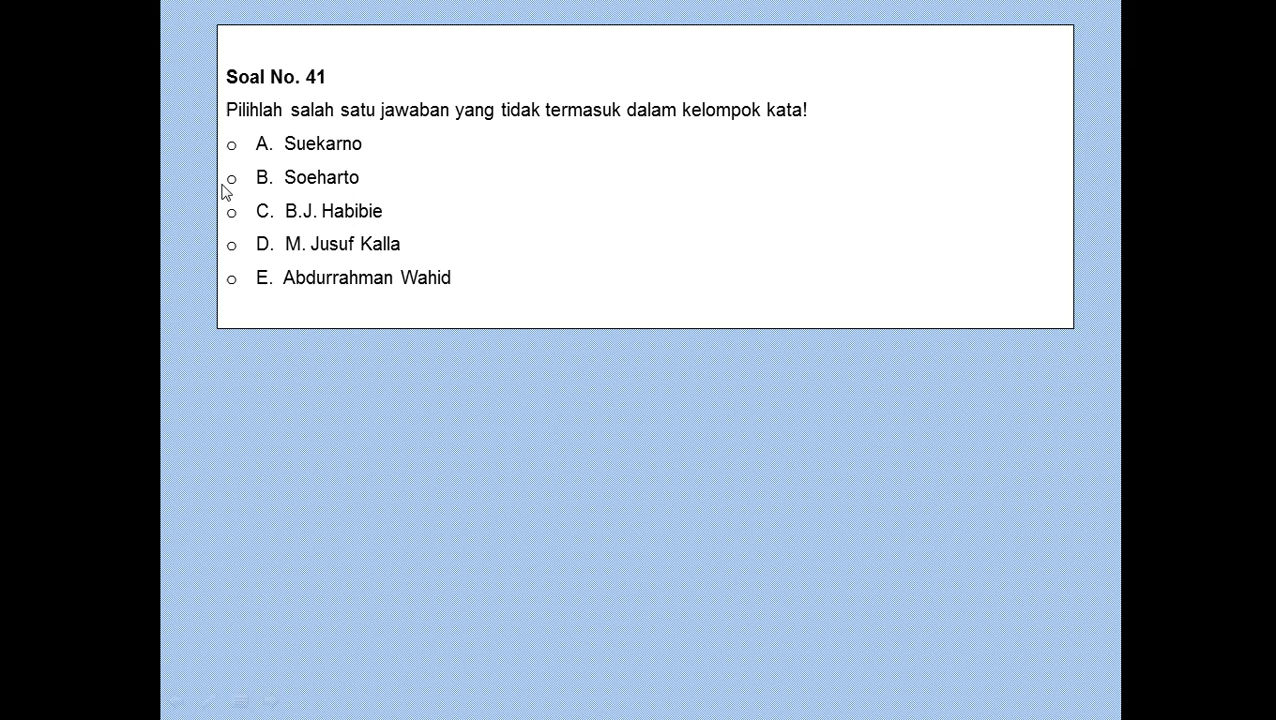 Soal No. 41
Pilihlah salah satu jawaban yang tidak termasuk dalam kelompok kata!
A. Suekarno
B. Soeharto
C. B.J. Habibie
D. M. Jusuf Kalla
E. Abdurrahman Wahid